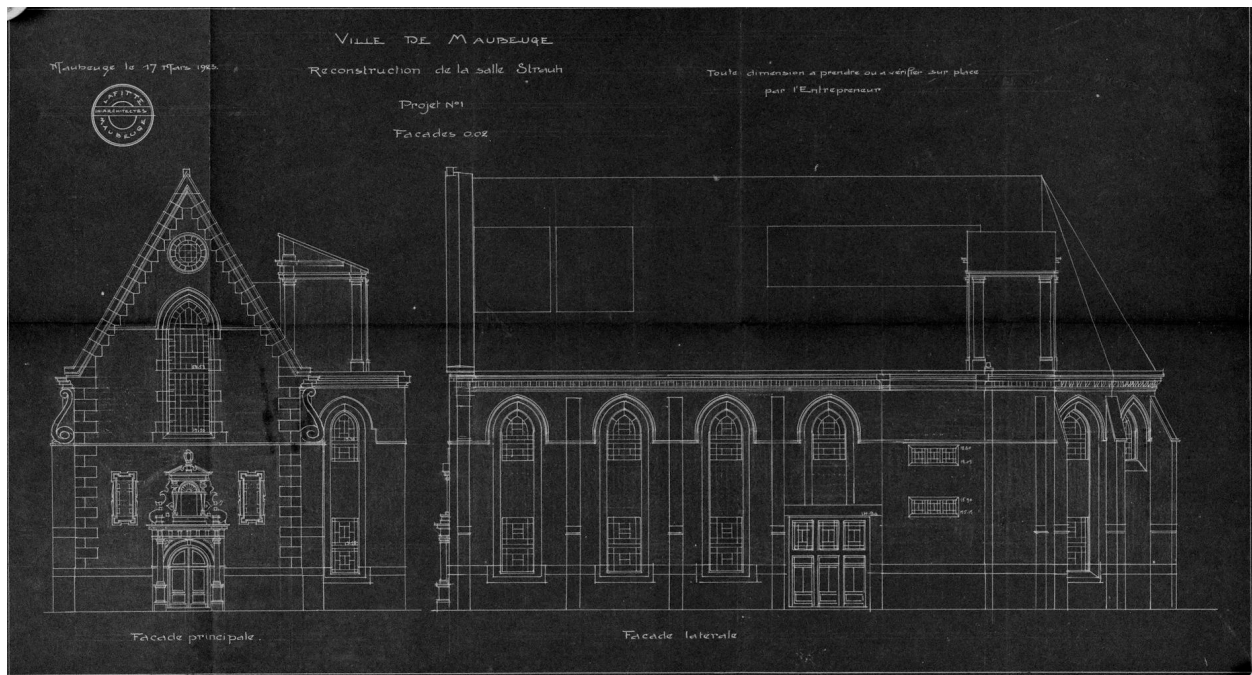 Ville de Maubeuge
Maubeuge le 17 Mars 1925.
Reconstruction de la salle Strauh
Toute dimension a prendre ou a vérifier sur place
par l'Entrepreneur
Projet N°1
Facades 0.02
LAFITTE
ARCHITECTES
MAUBEUGE
Facade principale.
Facade laterale